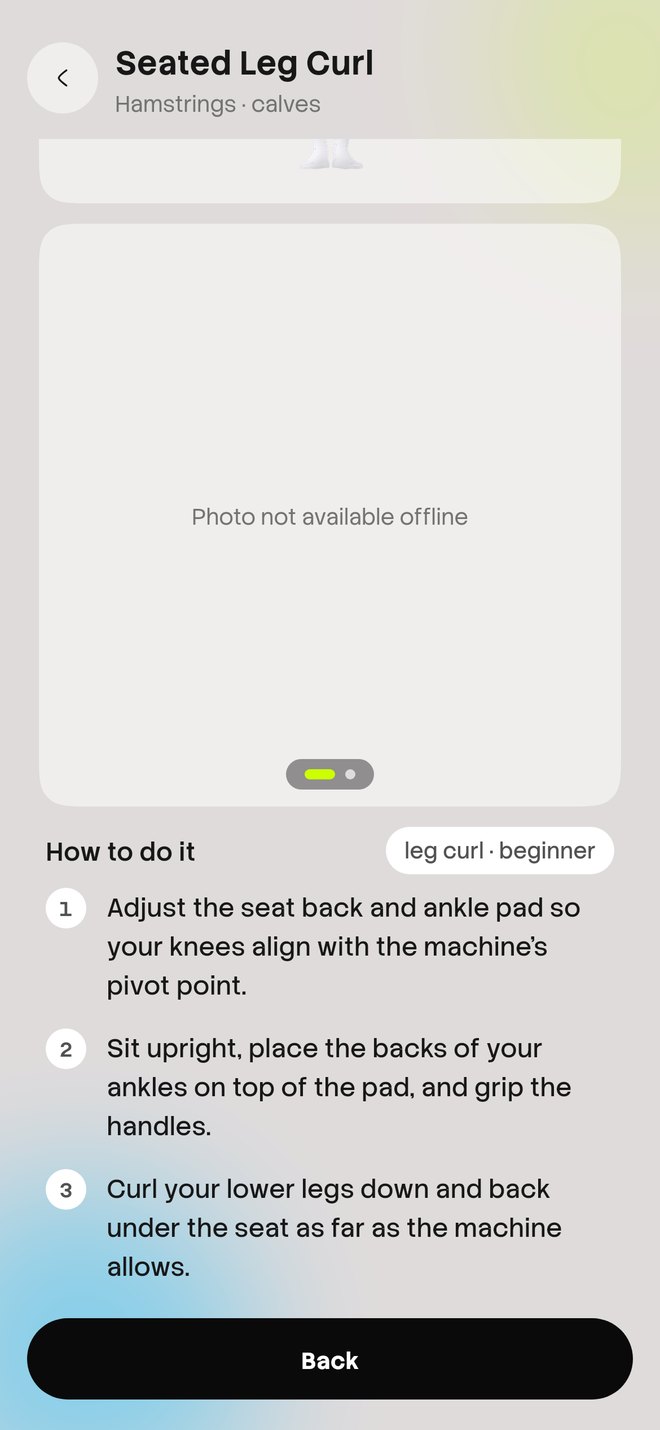 Seated Leg Curl
Hamstrings · calves
Photo not available offline
How to do it
leg curl · beginner
1
Adjust the seat back and ankle pad so
your knees align with the machine’s
pivot point.
2
Sit upright, place the backs of your
ankles on top of the pad, and grip the
handles.
3
Curl your lower legs down and back
under the seat as far as the machine
allows.
Back